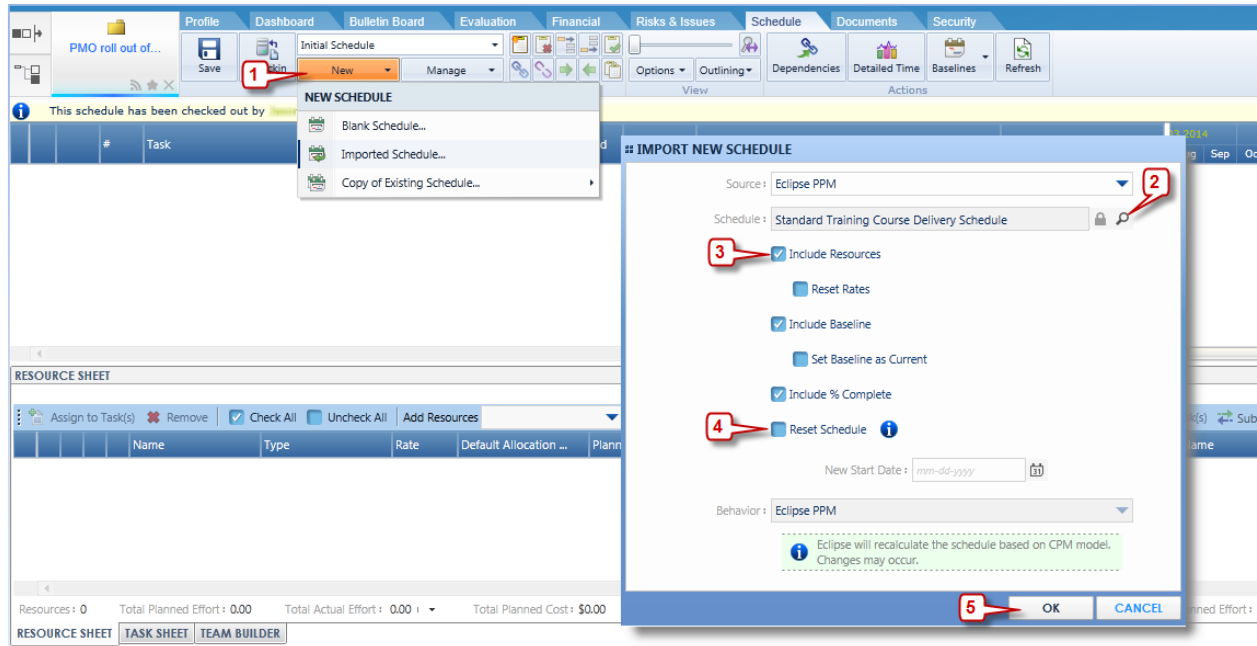 Profile Dashboard Bulletin Board Evaluation Financial Risks & Issues Schedule Documents Security
PMO roll out of...
Initial Schedule
Save
New Manage Options Outlining Dependencies Detailed Time Baselines Refresh
1
View Actions
This schedule has been checked out by
NEW SCHEDULE
Blank Schedule...
Imported Schedule...
Copy of Existing Schedule...
# Task
2014
Sep
IMPORT NEW SCHEDULE
Source: Eclipse PPM
2
Schedule: Standard Training Course Delivery Schedule
3
Include Resources
Reset Rates
Include Baseline
Set Baseline as Current
Include % Complete
4
Reset Schedule
New Start Date: mm-dd-yyyy 31
Behavior: Eclipse PPM
Eclipse will recalculate the schedule based on CPM model.
Changes may occur.
5
OK CANCEL
RESOURCE SHEET
Assign to Task(s) Remove Check All Uncheck All Add Resources
Name Type Rate Default Allocation ...
Resources: 0 Total Planned Effort: 0.00 Total Actual Effort: 0.00 Total Planned Cost: $0.00
Effort:
RESOURCE SHEET TASK SHEET TEAM BUILDER